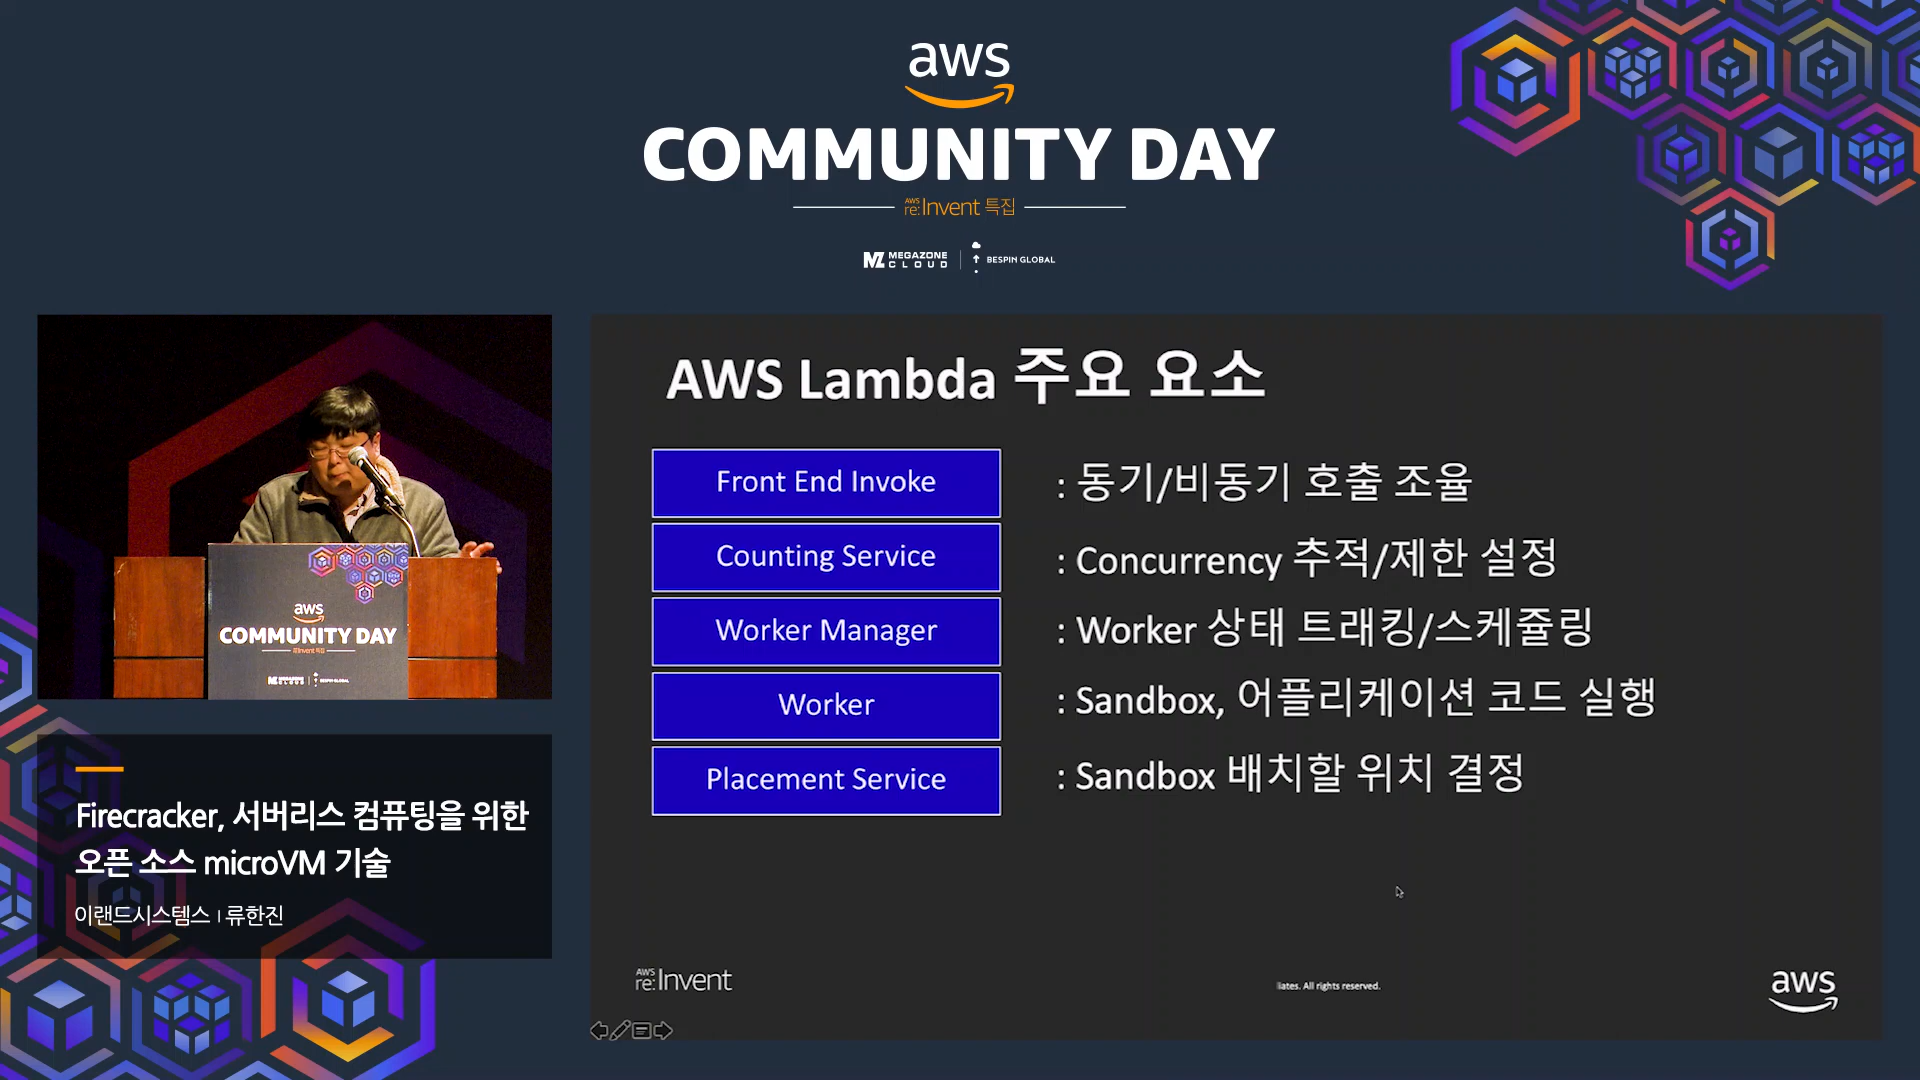 aws
COMMUNITY DAY
AWS re:Invent 특집
MEGAZONE CLOUD
BESPIN GLOBAL
aws
COMMUNITY DAY
Firecracker, 서버리스 컴퓨팅을 위한
오픈 소스 microVM 기술
이랜드시스템스 | 류한진
AWS Lambda 주요 요소
Front End Invoke : 동기/비동기 호출 조율
Counting Service : Concurrency 추적/제한 설정
Worker Manager : Worker 상태 트래킹/스케쥴링
Worker : Sandbox, 어플리케이션 코드 실행
Placement Service : Sandbox 배치할 위치 결정
AWS re:Invent
liates. All rights reserved.
aws